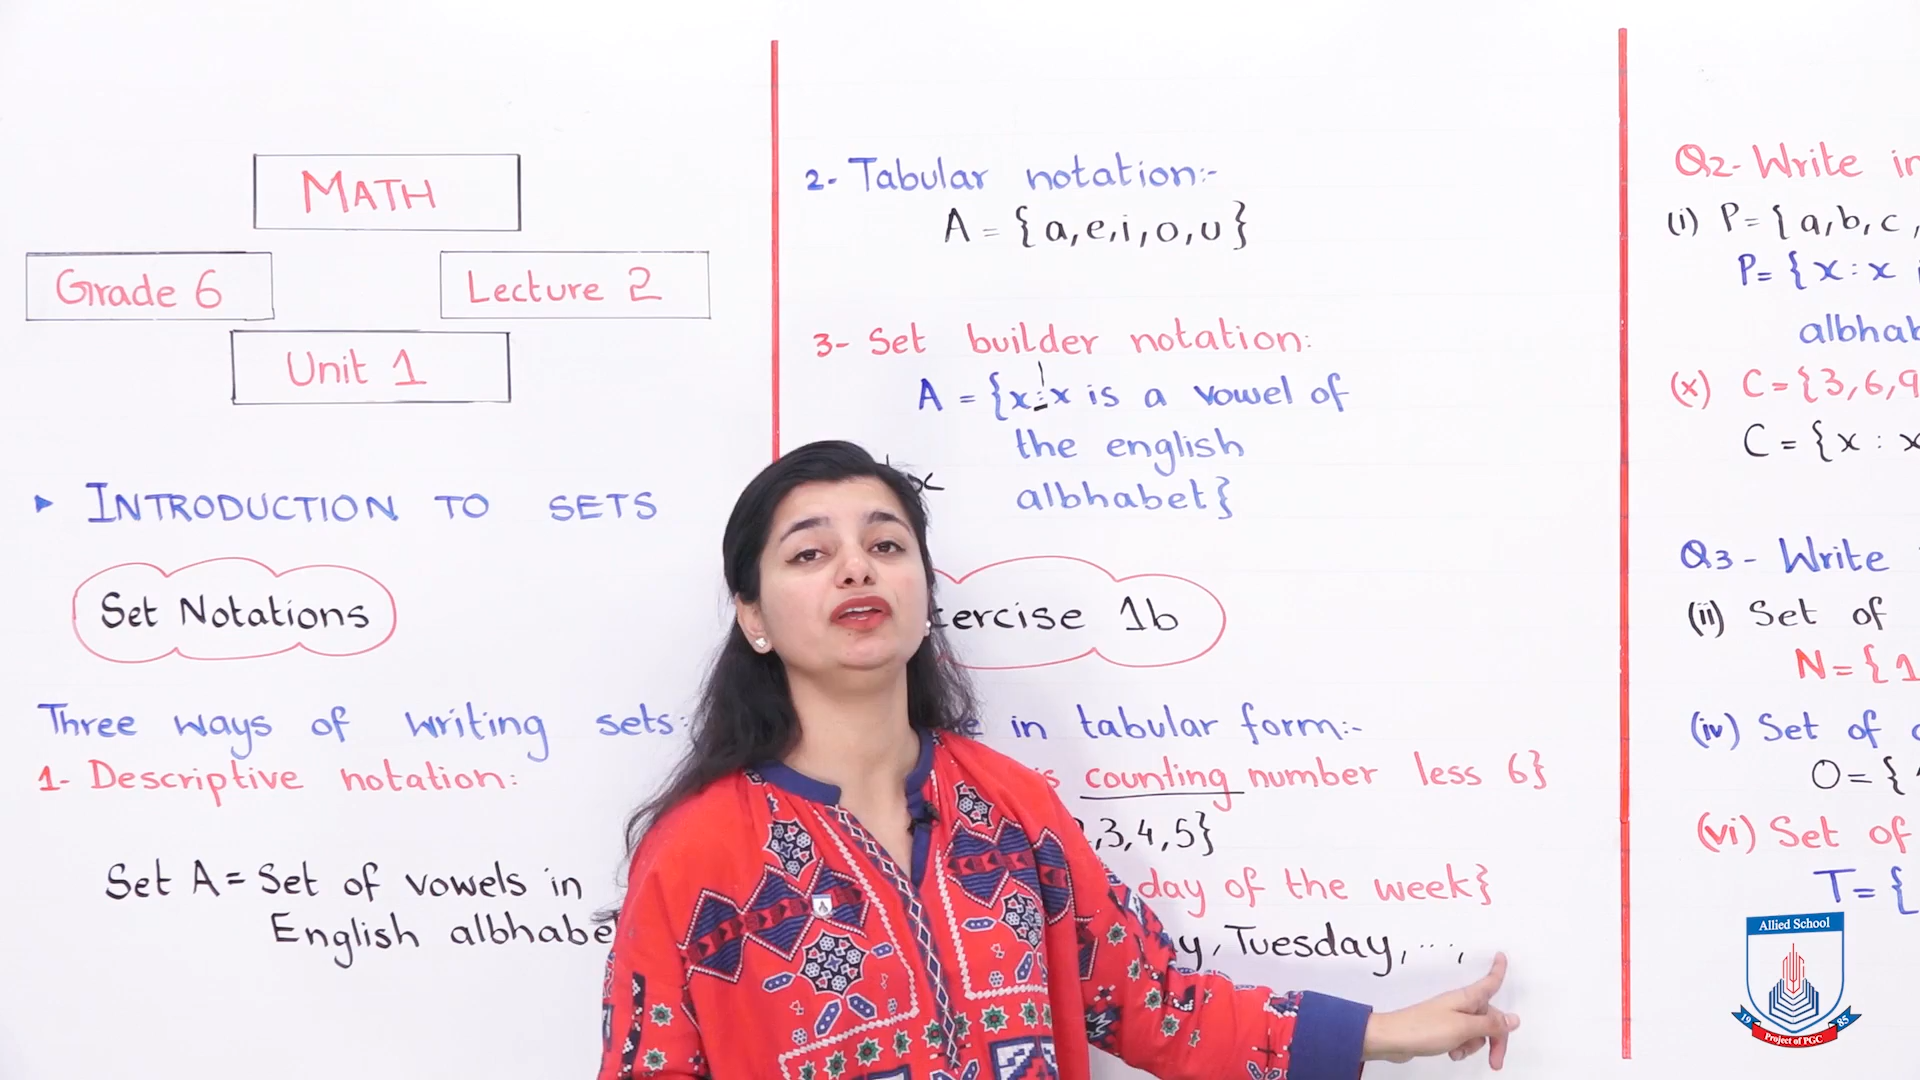 MATH
Grade 6
Lecture 2
Unit 1
INTRODUCTION TO SETS
Set Notations
Three ways of writing sets:
1- Descriptive notation:
Set A = Set of vowels in
English albhabe
2- Tabular notation:-
A = {a,e,i,o,u}
3- Set builder notation:
A = {x:x is a vowel of
the english
albhabet}
ercise 1b
e in tabular form:-
s counting number less 6}
,3,4,5}
day of the week}
y, Tuesday, ...,
Q2- Write in
(i) P={a,b,c,
P= {x:x
albhab
(x) C={3,6,9
C = {x : x
Q3- Write
(ii) Set of
N={1
(iv) Set of
O={
(vi) Set of
T={
Allied School
19 85
Project of PGC